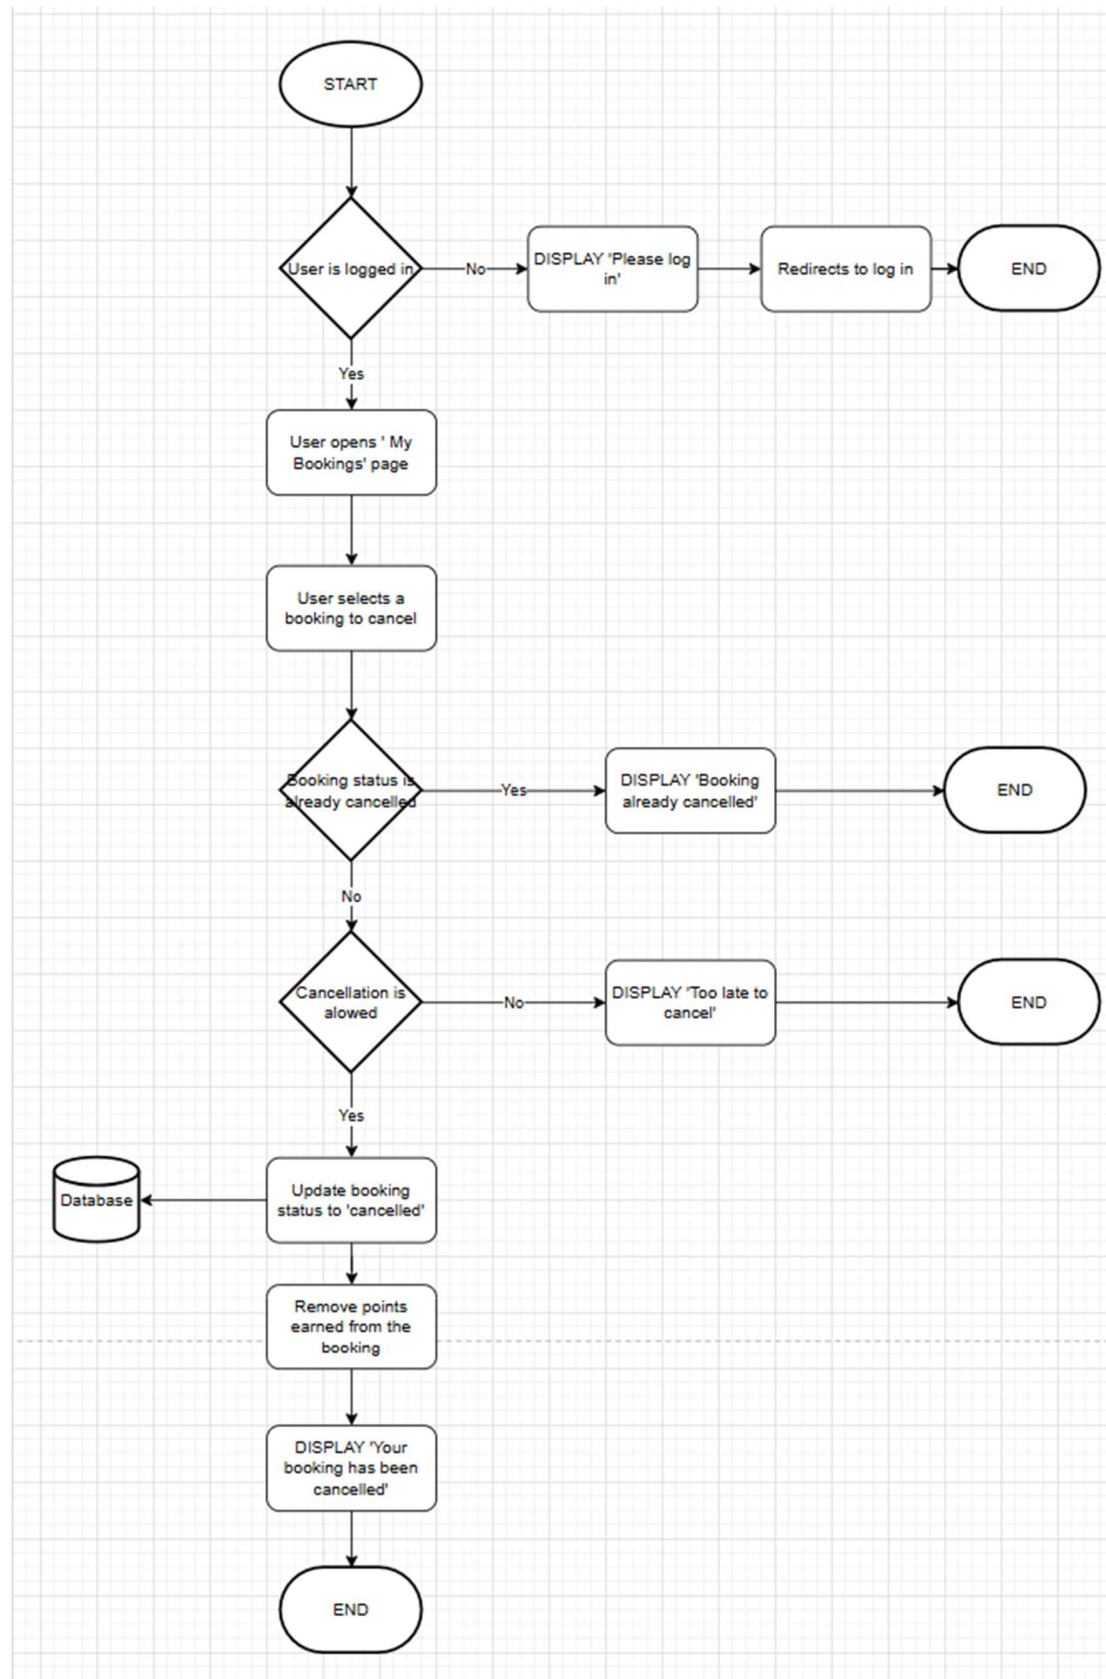 START
User is logged in
No
DISPLAY 'Please log
in'
Redirects to log in
END
Yes
User opens ' My
Bookings' page
User selects a
booking to cancel
Booking status is
already cancelled
Yes
DISPLAY 'Booking
already cancelled'
END
No
Cancellation is
alowed
No
DISPLAY 'Too late to
cancel'
END
Yes
Database
Update booking
status to 'cancelled'
Remove points
earned from the
booking
DISPLAY 'Your
booking has been
cancelled'
END